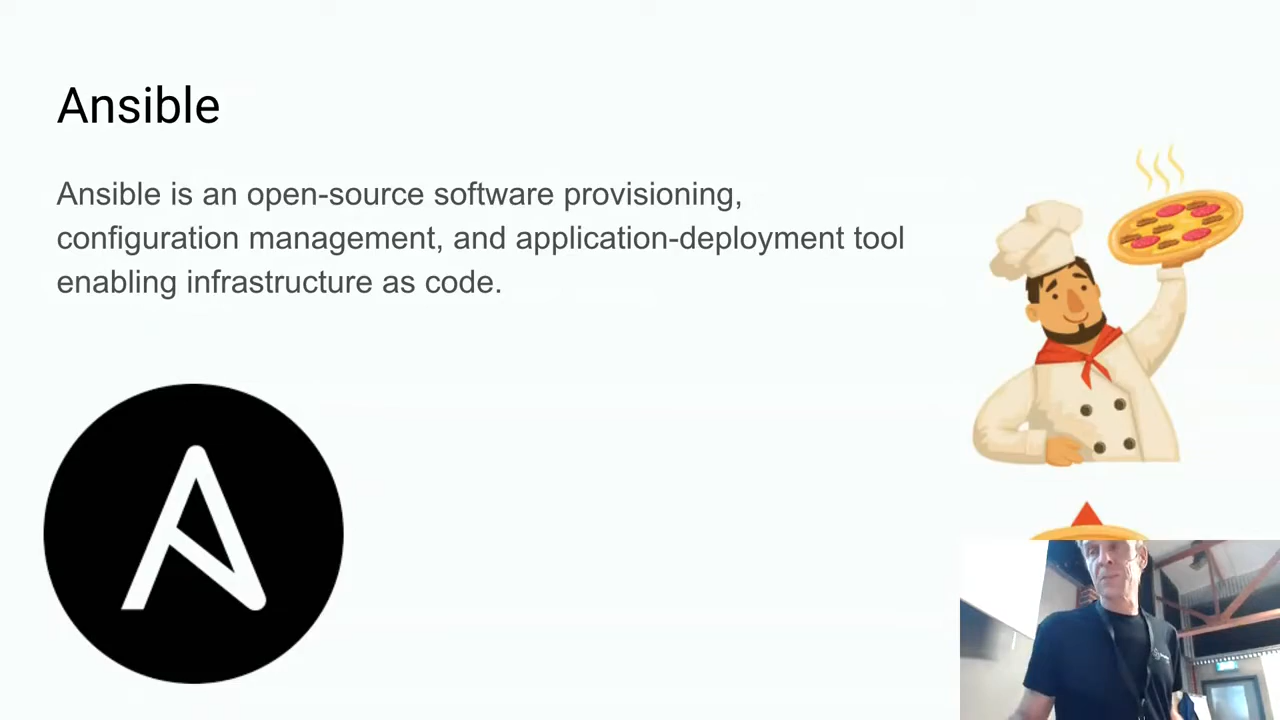 Ansible
Ansible is an open-source software provisioning,
configuration management, and application-deployment tool
enabling infrastructure as code.